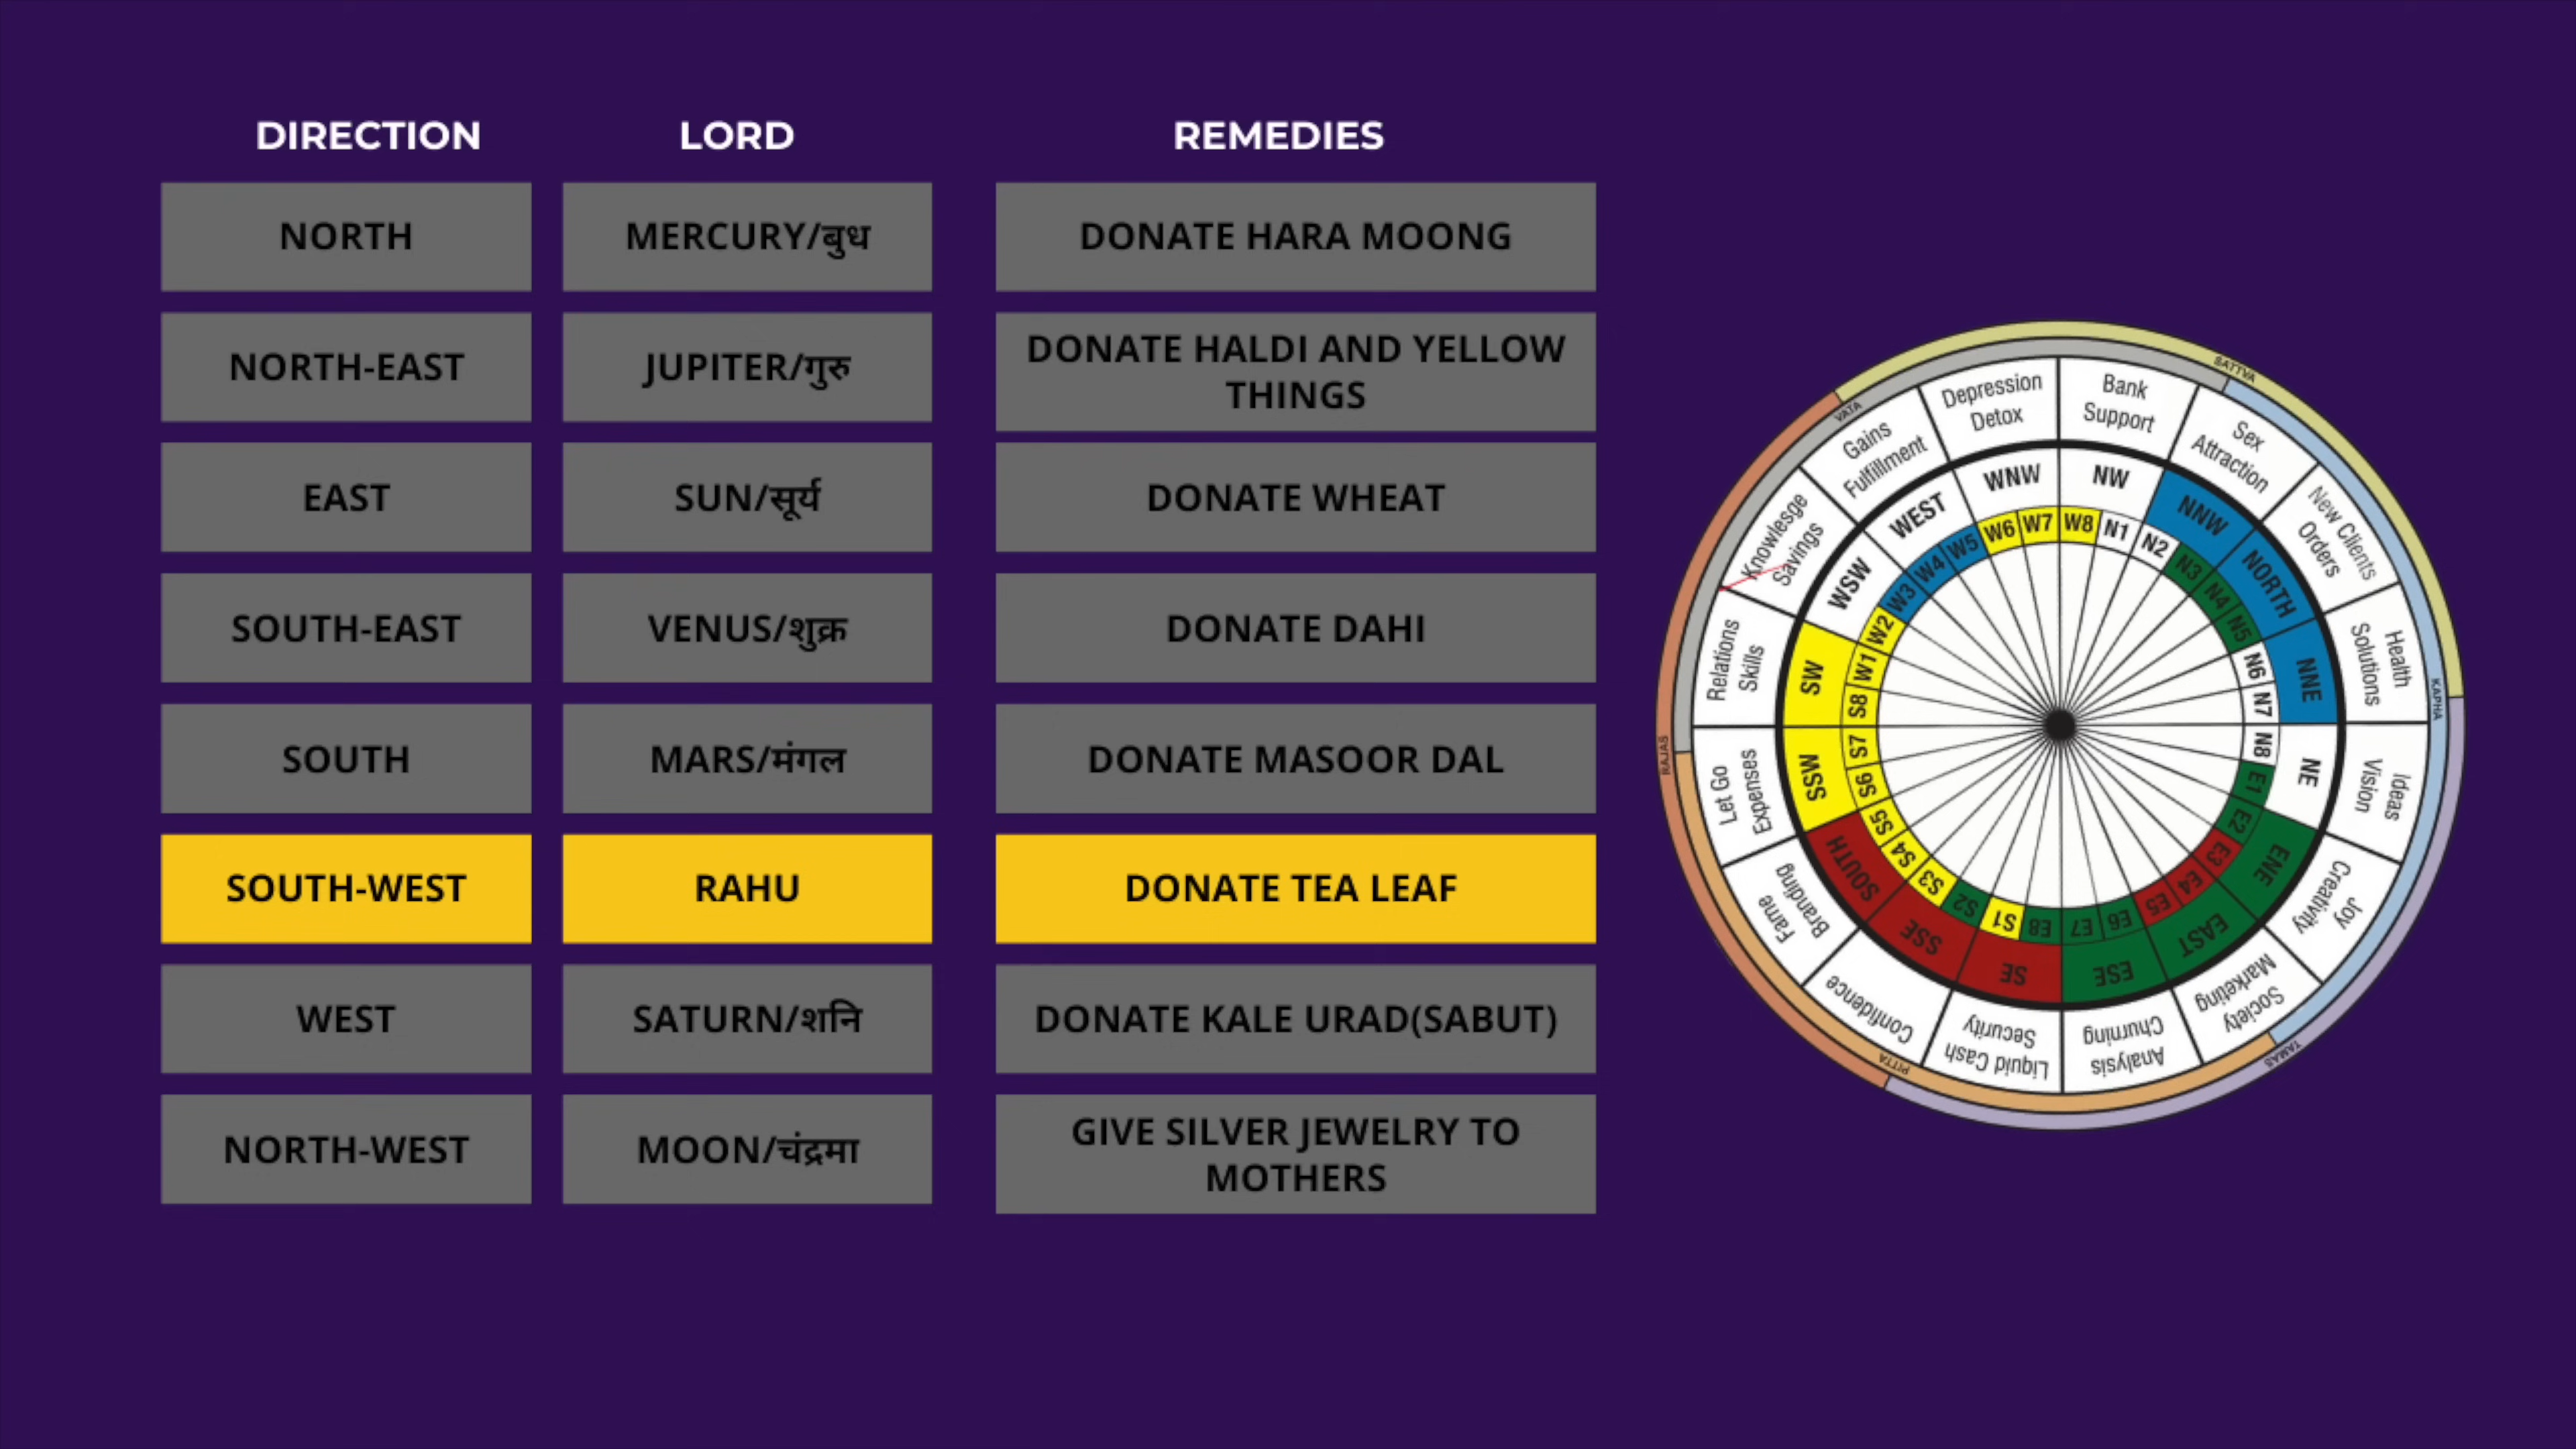 DIRECTION LORD REMEDIES
NORTH MERCURY/बुध DONATE HARA MOONG
NORTH-EAST JUPITER/गुरु DONATE HALDI AND YELLOW
THINGS
EAST SUN/सूर्य DONATE WHEAT
SOUTH-EAST VENUS/शुक्र DONATE DAHI
SOUTH MARS/मंगल DONATE MASOOR DAL
SOUTH-WEST RAHU DONATE TEA LEAF
WEST SATURN/शनि DONATE KALE URAD(SABUT)
NORTH-WEST MOON/चंद्रमा GIVE SILVER JEWELRY TO
MOTHERS
SATTVA
KAPHA
TAMAS
PITTA
RAJAS
VATA
Bank
Support
Sex
Attraction
New Clients
Orders
Health
Solutions
Ideas
Vision
Joy
Creativity
Society
Marketing
Analysis
Churning
Liquid Cash
Security
Confidence
Fame
Branding
Let Go
Expenses
Relations
Skills
Knowlesge
Savings
Gains
Fulfillment
Depression
Detox
NW
NNW
NORTH
NNE
NE
ENE
EAST
ESE
SE
SSE
SOUTH
SSW
SW
WSW
WEST
WNW
N1
N2
N3
N4
N5
N6
N7
N8
E1
E2
E3
E4
E5
E6
E7
E8
S1
S2
S3
S4
S5
S6
S7
S8
W1
W2
W3
W4
W5
W6
W7
W8